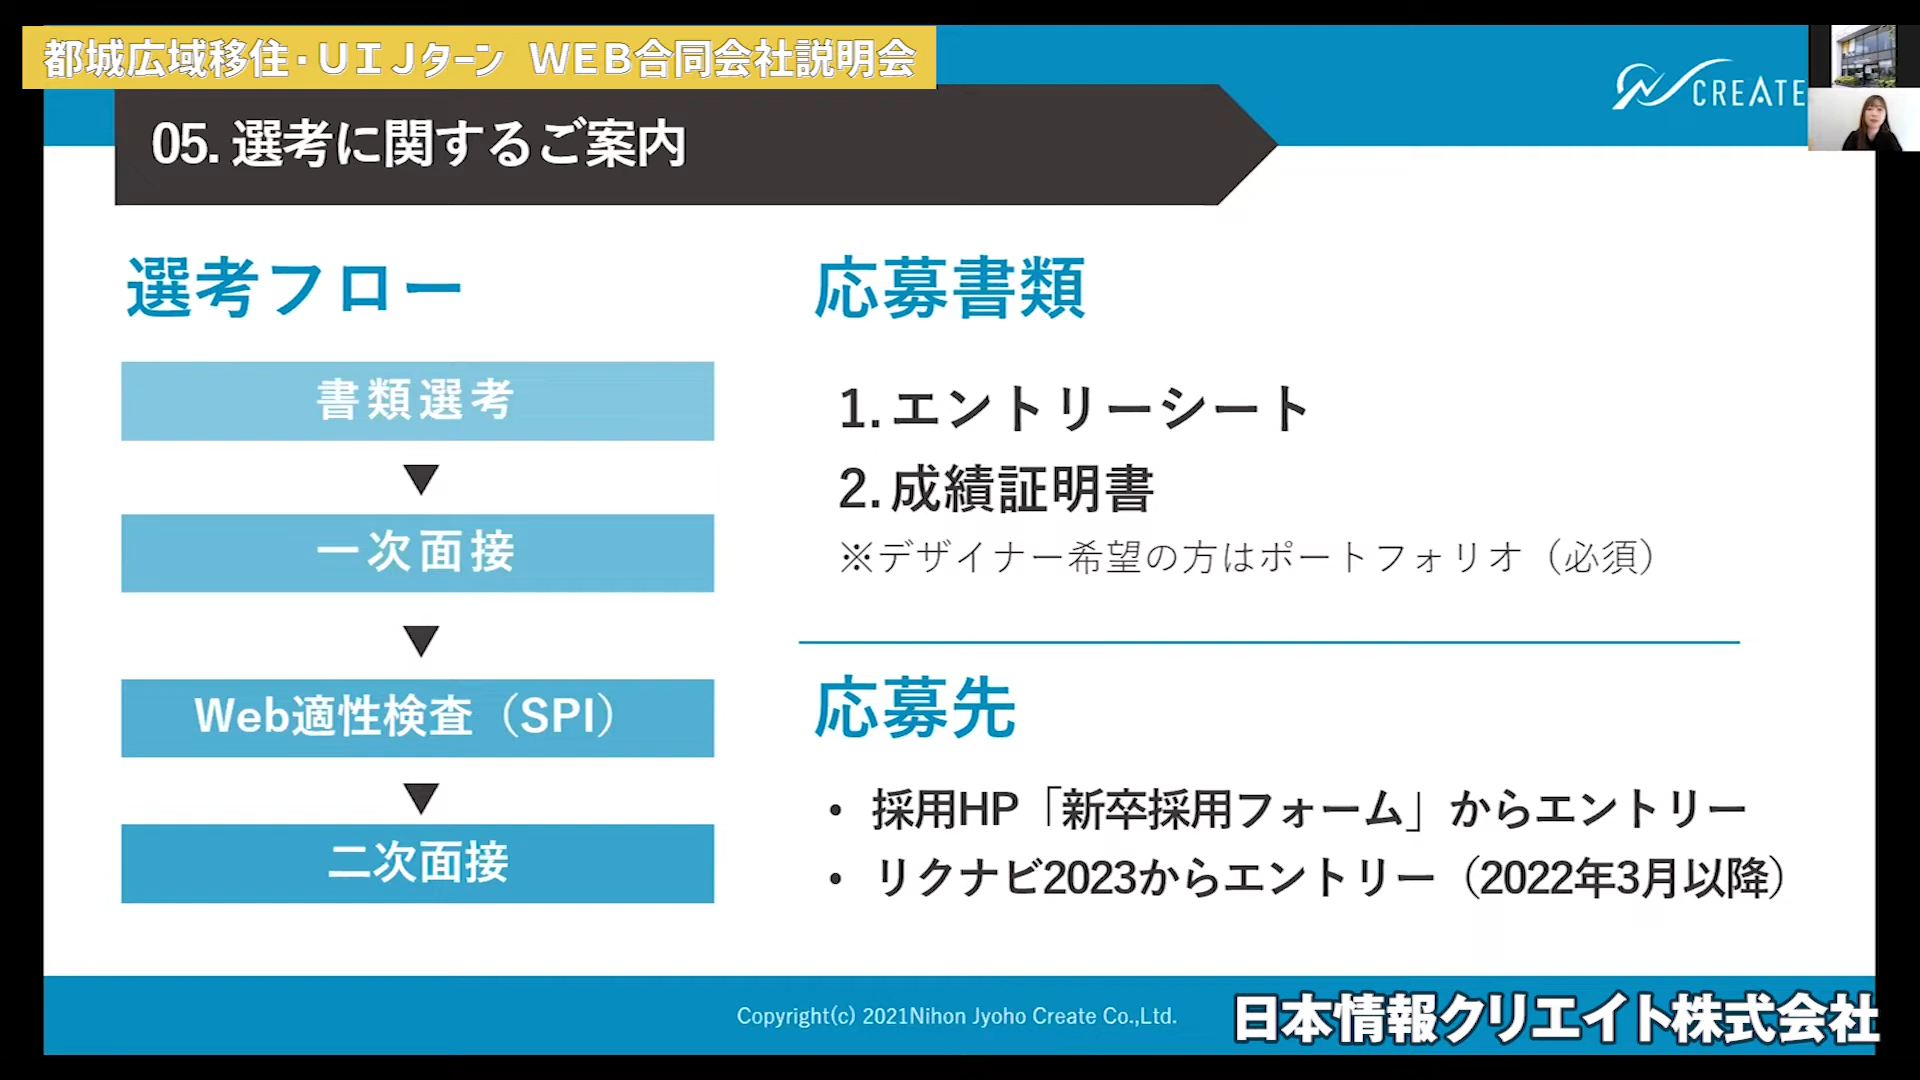 都城広域移住・UIJターン WEB合同会社説明会
CREATE
05. 選考に関するご案内
選考フロー
書類選考
▼
一次面接
▼
Web適性検査（SPI）
▼
二次面接
応募書類
1. エントリーシート
2. 成績証明書
※デザイナー希望の方はポートフォリオ（必須）
応募先
• 採用HP「新卒採用フォーム」からエントリー
• リクナビ2023からエントリー（2022年3月以降）
Copyright(c) 2021Nihon Jyoho Create Co.,Ltd.
日本情報クリエイト株式会社